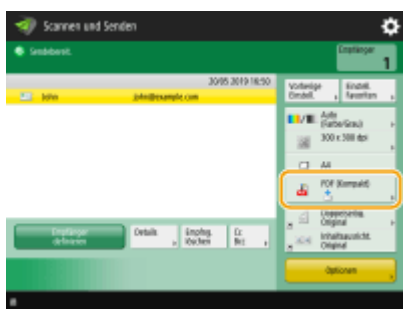 Scannen und Senden
Sendebereit.
Empfänger
1
20/05 2019 16:50
John
john@example.com
Vorherige
Einstell.
Einstell.
Favoriten
Auto
(Farbe/Grau)
300 x 300 dpi
A4
PDF (Kompakt)
Doppelseitig.
Original
Inhaltsausricht.
Original
Empfänger
definieren
Details
Empfng.
löschen
Cc
Bcc
Optionen